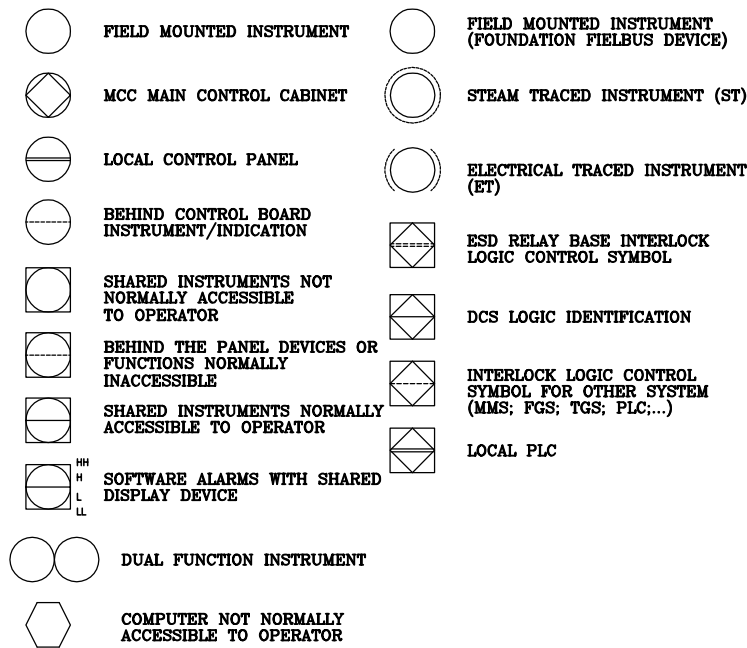 FIELD MOUNTED INSTRUMENT
MCC MAIN CONTROL CABINET
LOCAL CONTROL PANEL
BEHIND CONTROL BOARD
INSTRUMENT/INDICATION
SHARED INSTRUMENTS NOT
NORMALLY ACCESSIBLE
TO OPERATOR
BEHIND THE PANEL DEVICES OR
FUNCTIONS NORMALLY
INACCESSIBLE
SHARED INSTRUMENTS NORMALLY
ACCESSIBLE TO OPERATOR
HH
H
L
LL
SOFTWARE ALARMS WITH SHARED
DISPLAY DEVICE
DUAL FUNCTION INSTRUMENT
COMPUTER NOT NORMALLY
ACCESSIBLE TO OPERATOR
FIELD MOUNTED INSTRUMENT
(FOUNDATION FIELBUS DEVICE)
STEAM TRACED INSTRUMENT (ST)
ELECTRICAL TRACED INSTRUMENT
(ET)
ESD RELAY BASE INTERLOCK
LOGIC CONTROL SYMBOL
DCS LOGIC IDENTIFICATION
INTERLOCK LOGIC CONTROL
SYMBOL FOR OTHER SYSTEM
(MMS; FGS; TGS; PLC;...)
LOCAL PLC